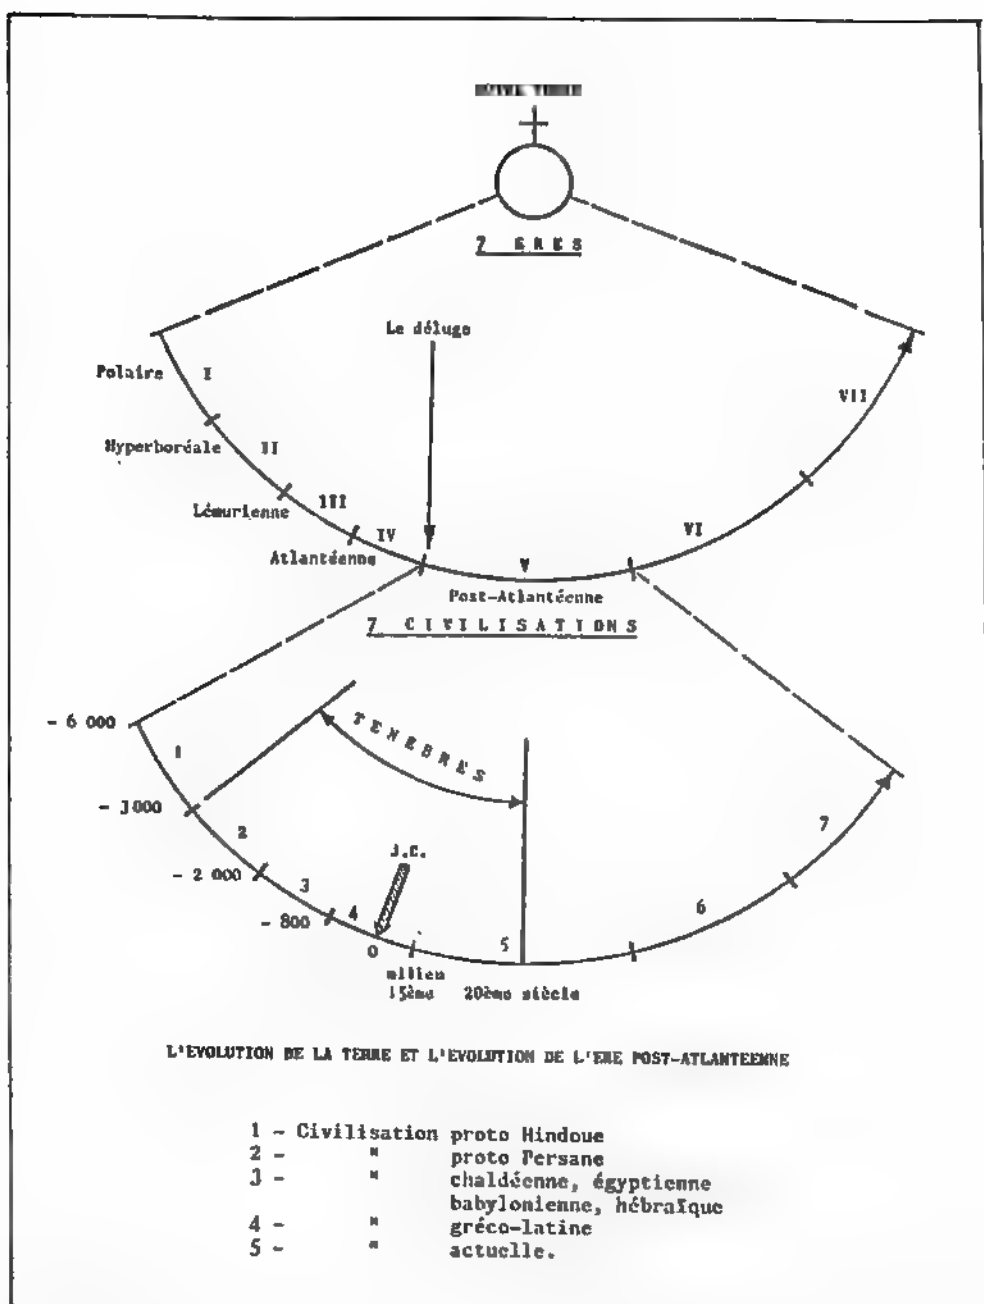 TERRE
7 ERES
Le déluge
Polaire I
VII
Hyperboréale II
Lémurienne III
Atlantéenne IV
VI
V
Post-Atlantéenne
7 CIVILISATIONS
- 6 000
TENEBRES
1
- 3000
2
7
J.C.
- 2 000
3
- 800
4
6
0
5
milieu
15ème 20ème siècle
L'EVOLUTION DE LA TERRE ET L'EVOLUTION DE L'ERE POST-ATLANTEENNE
1 - Civilisation proto Hindoue
2 - " proto Persane
3 - " chaldéenne, égyptienne
babylonienne, hébraïque
4 - " gréco-latine
5 - " actuelle.